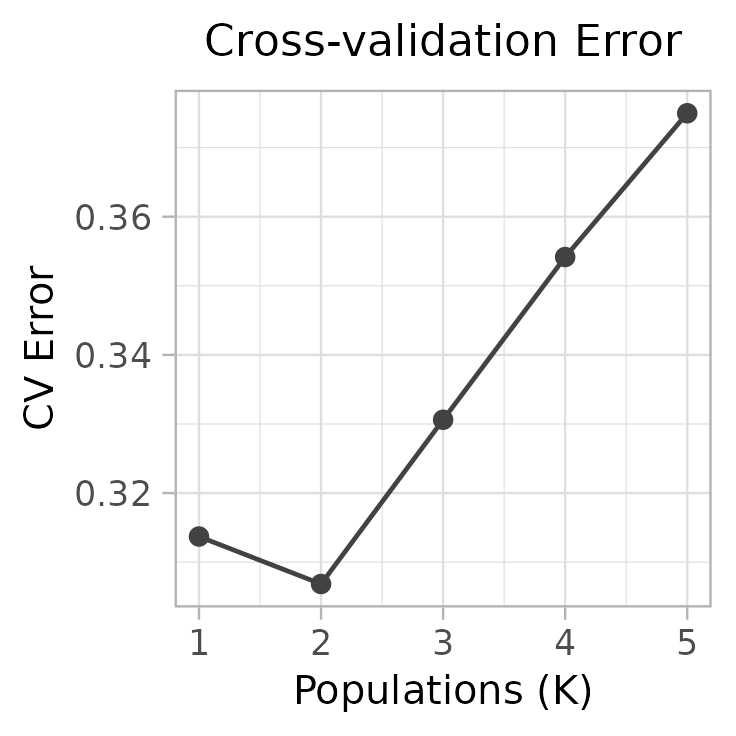 Cross-validation Error
CV Error
0.36
0.34
0.32
1 2 3 4 5
Populations (K)